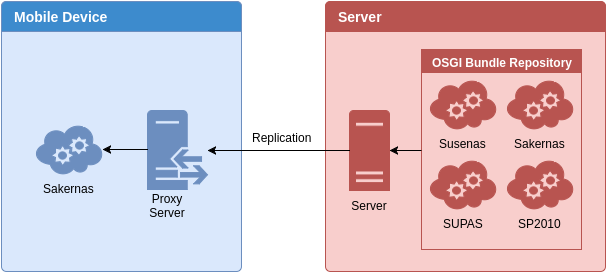 Mobile Device
Server
OSGI Bundle Repository
Susenas
Sakernas
Replication
Sakernas
Proxy
Server
Server
SUPAS
SP2010